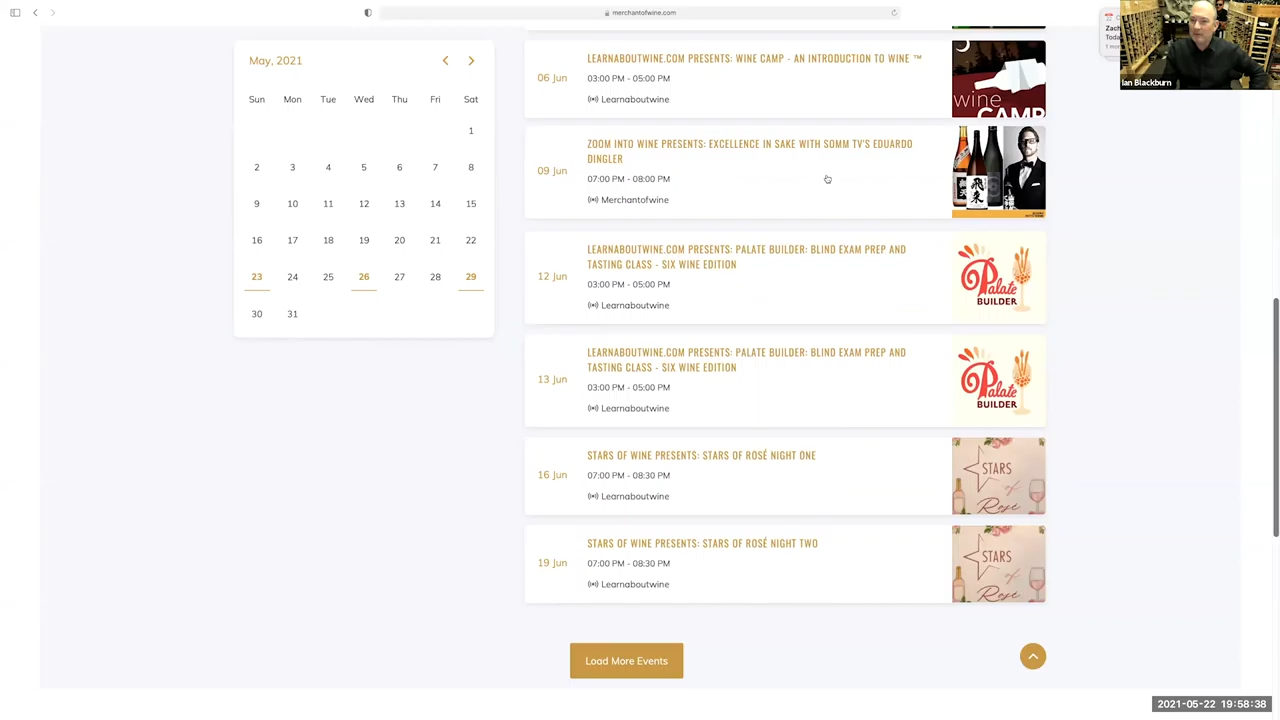 merchantofwine.com
Zach
Toda
1 mor
Ian Blackburn
May, 2021
Sun Mon Tue Wed Thu Fri Sat
1
2 3 4 5 6 7 8
9 10 11 12 13 14 15
16 17 18 19 20 21 22
23 24 25 26 27 28 29
30 31
06 Jun
LEARNABOUTWINE.COM PRESENTS: WINE CAMP - AN INTRODUCTION TO WINE ™
03:00 PM - 05:00 PM
Learnaboutwine
wine
CAMP
09 Jun
ZOOM INTO WINE PRESENTS: EXCELLENCE IN SAKE WITH SOMM TV'S EDUARDO
DINGLER
07:00 PM - 08:00 PM
Merchantofwine
12 Jun
LEARNABOUTWINE.COM PRESENTS: PALATE BUILDER: BLIND EXAM PREP AND
TASTING CLASS - SIX WINE EDITION
03:00 PM - 05:00 PM
Learnaboutwine
Palate
BUILDER
13 Jun
LEARNABOUTWINE.COM PRESENTS: PALATE BUILDER: BLIND EXAM PREP AND
TASTING CLASS - SIX WINE EDITION
03:00 PM - 05:00 PM
Learnaboutwine
Palate
BUILDER
16 Jun
STARS OF WINE PRESENTS: STARS OF ROSÉ NIGHT ONE
07:00 PM - 08:30 PM
Learnaboutwine
STARS
of
Rosé
19 Jun
STARS OF WINE PRESENTS: STARS OF ROSÉ NIGHT TWO
07:00 PM - 08:30 PM
Learnaboutwine
STARS
of
Rosé
Load More Events
2021-05-22 19:58:38